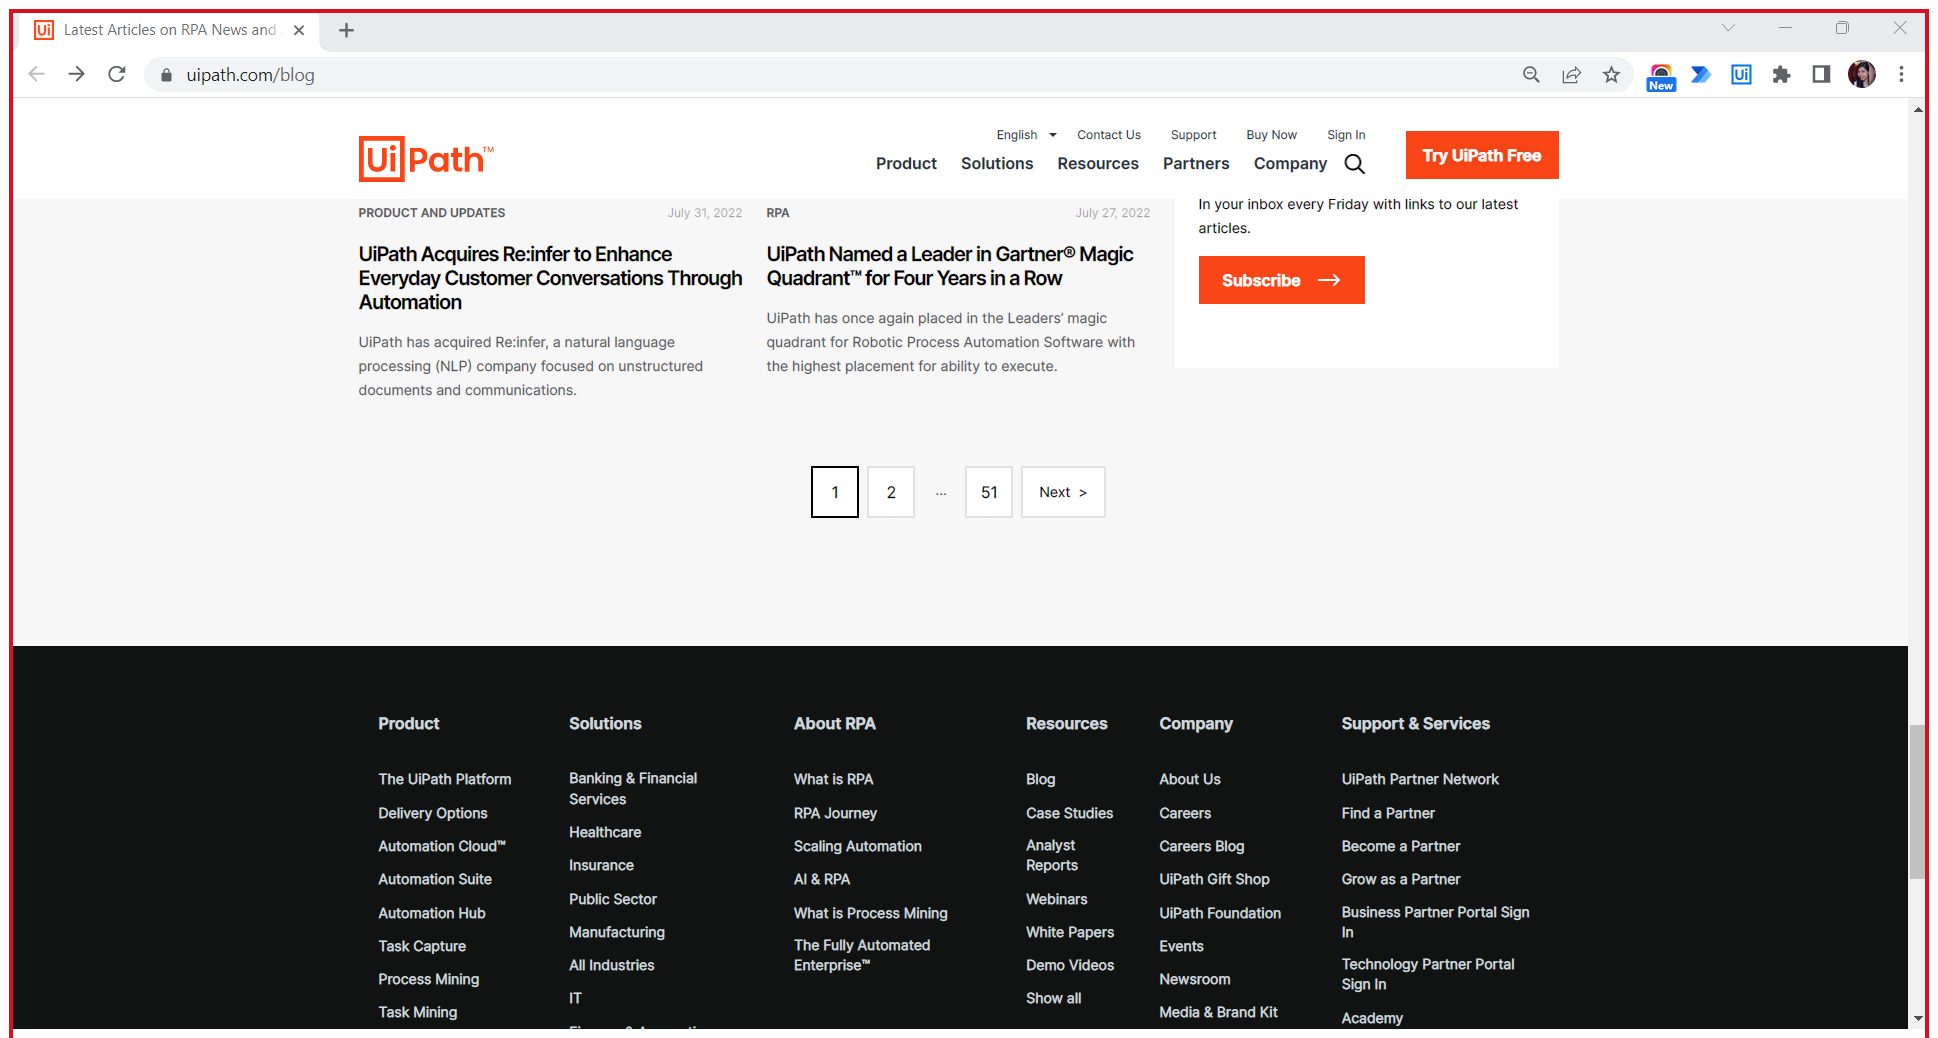 Latest Articles on RPA News and
uipath.com/blog
New
Ui
English
Contact Us
Support
Buy Now
Sign In
UiPath™
Product
Solutions
Resources
Partners
Company
Try UiPath Free
PRODUCT AND UPDATES
July 31, 2022
UiPath Acquires Re:infer to Enhance
Everyday Customer Conversations Through
Automation
UiPath has acquired Re:infer, a natural language
processing (NLP) company focused on unstructured
documents and communications.
RPA
July 27, 2022
UiPath Named a Leader in Gartner® Magic
Quadrant™ for Four Years in a Row
UiPath has once again placed in the Leaders’ magic
quadrant for Robotic Process Automation Software with
the highest placement for ability to execute.
In your inbox every Friday with links to our latest
articles.
Subscribe →
1 2 ... 51 Next >
Product
The UiPath Platform
Delivery Options
Automation Cloud™
Automation Suite
Automation Hub
Task Capture
Process Mining
Task Mining
Solutions
Banking & Financial
Services
Healthcare
Insurance
Public Sector
Manufacturing
All Industries
IT
About RPA
What is RPA
RPA Journey
Scaling Automation
AI & RPA
What is Process Mining
The Fully Automated
Enterprise™
Resources
Blog
Case Studies
Analyst
Reports
Webinars
White Papers
Demo Videos
Show all
Company
About Us
Careers
Careers Blog
UiPath Gift Shop
UiPath Foundation
Events
Newsroom
Media & Brand Kit
Support & Services
UiPath Partner Network
Find a Partner
Become a Partner
Grow as a Partner
Business Partner Portal Sign
In
Technology Partner Portal
Sign In
Academy